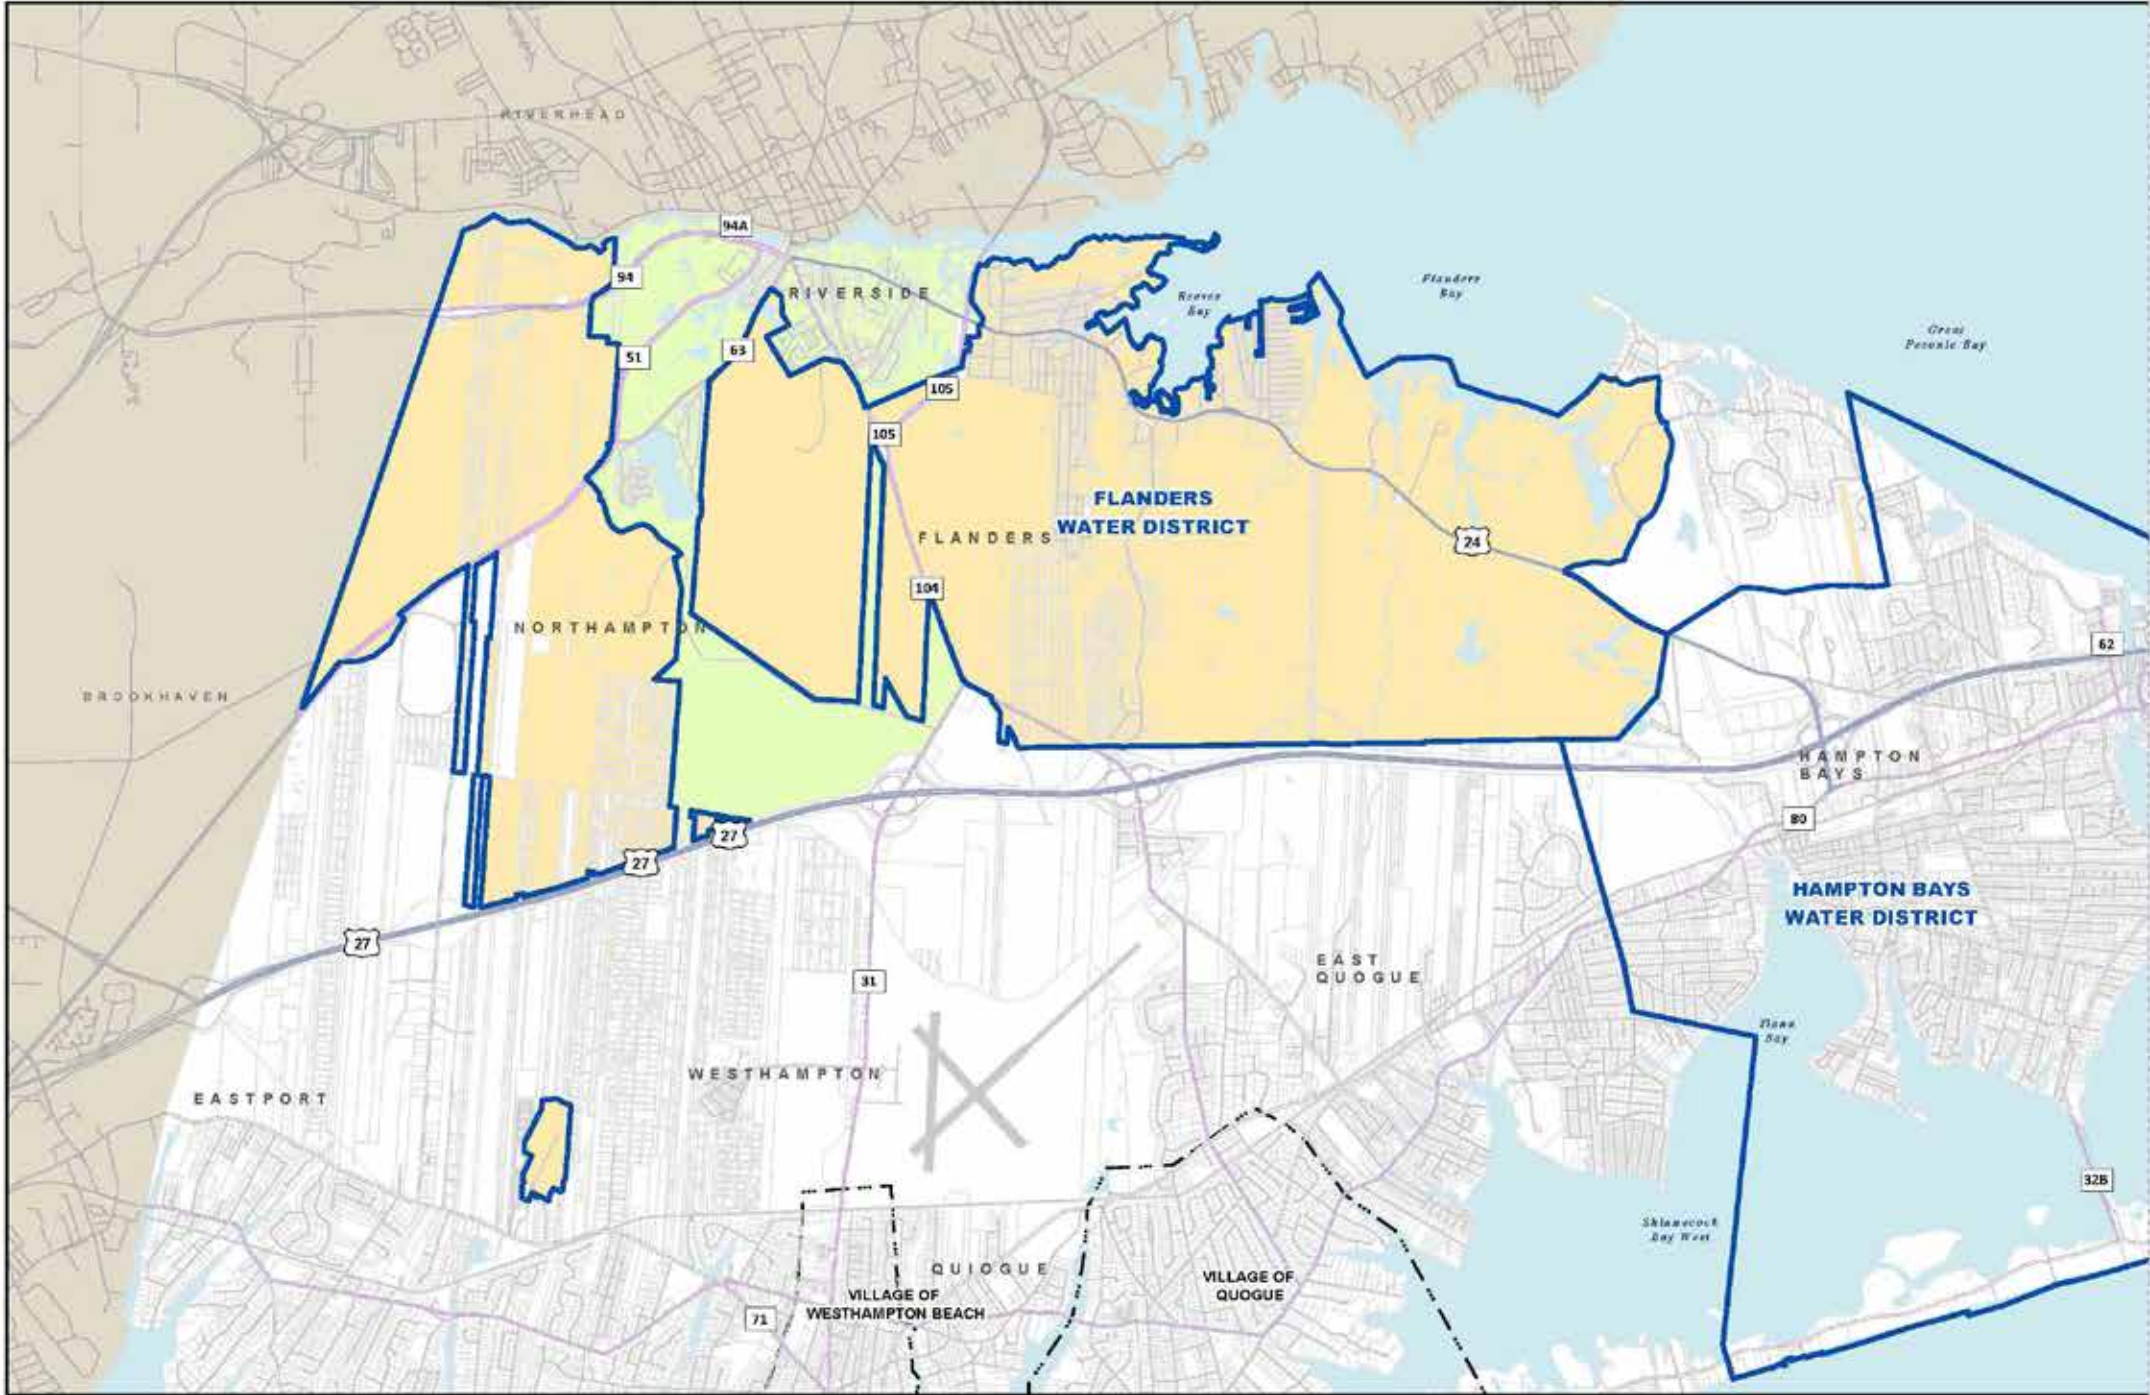 RIVERHEAD
94A
94
RIVERSIDE
Reeves
Bay
Flanders
Bay
Great
Peconic Bay
51
63
105
105
FLANDERS
WATER DISTRICT
FLANDERS
24
104
NORTHAMPTON
62
BROOKHAVEN
HAMPTON
BAYS
80
27
27
HAMPTON BAYS
WATER DISTRICT
27
EAST
QUOGUE
31
Tiana
Bay
WESTHAMPTON
EASTPORT
32B
Shinnecock
Bay West
QUIOGUE
VILLAGE OF
QUOGUE
VILLAGE OF
WESTHAMPTON BEACH
71